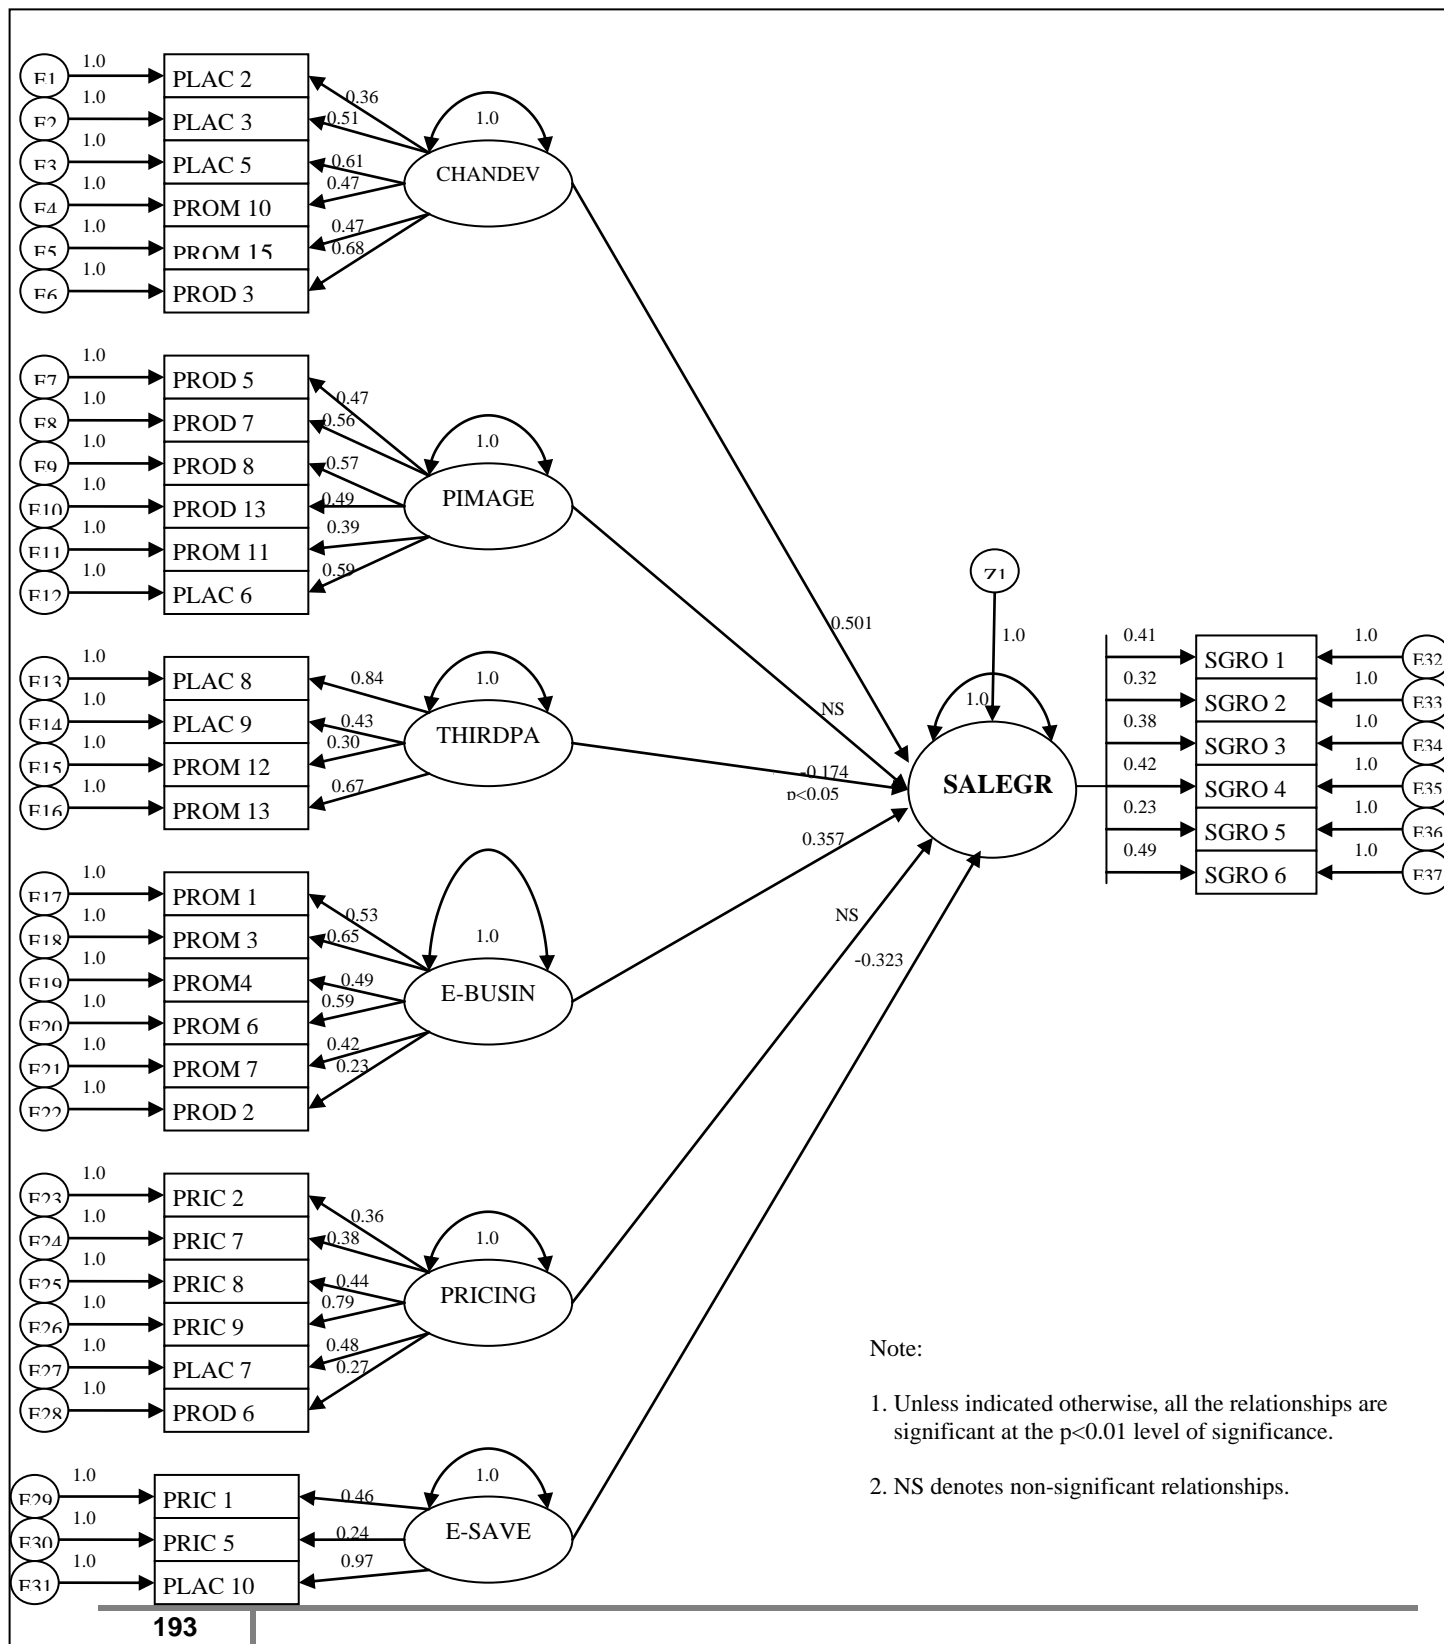 1.0
E1
PLAC 2
0.36
1.0
E2
PLAC 3
0.51
1.0
E3
PLAC 5
0.61
1.0
E4
PROM 10
0.47
1.0
E5
PROM 15
0.47
1.0
E6
PROD 3
0.68
1.0
CHANDEV
1.0
E7
PROD 5
0.47
1.0
E8
PROD 7
0.56
1.0
E9
PROD 8
0.57
1.0
E10
PROD 13
0.49
1.0
E11
PROM 11
0.39
1.0
E12
PLAC 6
0.59
1.0
PIMAGE
1.0
E13
PLAC 8
0.84
1.0
E14
PLAC 9
0.43
1.0
E15
PROM 12
0.30
1.0
E16
PROM 13
0.67
1.0
THIRDPA
1.0
E17
PROM 1
0.53
1.0
E18
PROM 3
0.65
1.0
E19
PROM4
0.49
1.0
E20
PROM 6
0.59
1.0
E21
PROM 7
0.42
1.0
E22
PROD 2
0.23
1.0
E-BUSIN
1.0
E23
PRIC 2
0.36
1.0
E24
PRIC 7
0.38
1.0
E25
PRIC 8
0.44
1.0
E26
PRIC 9
0.79
1.0
E27
PLAC 7
0.48
1.0
E28
PROD 6
0.27
1.0
PRICING
1.0
E29
PRIC 1
0.46
1.0
E30
PRIC 5
0.24
1.0
E31
PLAC 10
0.97
1.0
E-SAVE
0.501
NS
-0.174
p<0.05
0.357
NS
-0.323
Z1
1.0
1.0
SALEGR
0.41
SGRO 1
1.0
E32
0.32
SGRO 2
1.0
E33
0.38
SGRO 3
1.0
E34
0.42
SGRO 4
1.0
E35
0.23
SGRO 5
1.0
E36
0.49
SGRO 6
1.0
E37
Note:
1. Unless indicated otherwise, all the relationships are
significant at the p<0.01 level of significance.
2. NS denotes non-significant relationships.
193